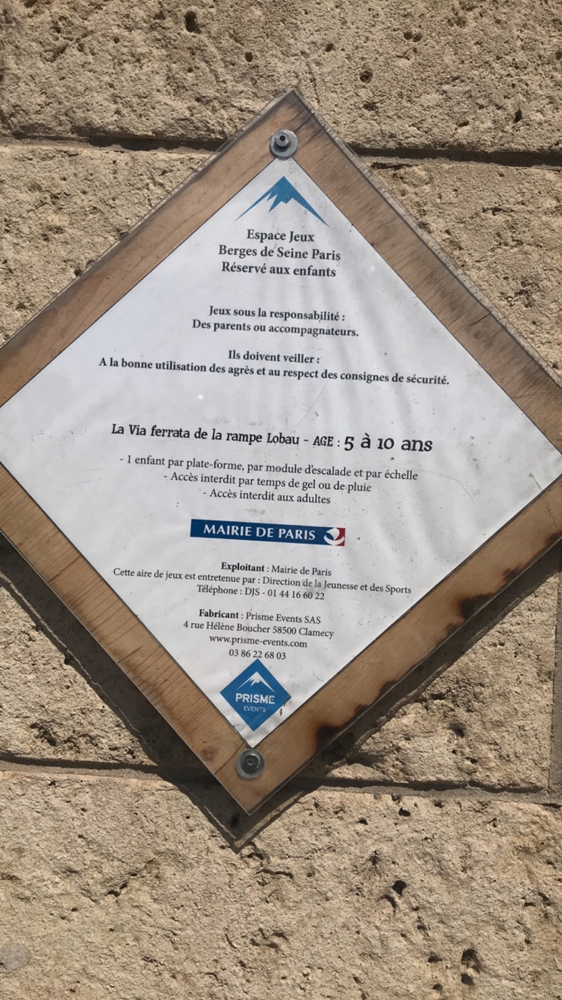 Espace Jeux
Berges de Seine Paris
Réservé aux enfants
Jeux sous la responsabilité :
Des parents ou accompagnateurs.
Ils doivent veiller :
A la bonne utilisation des agrès et au respect des consignes de sécurité.
La Via ferrata de la rampe Lobau - AGE : 5 à 10 ans
- 1 enfant par plate-forme, par module d'escalade et par échelle
- Accès interdit par temps de gel ou de pluie
- Accès interdit aux adultes
MAIRIE DE PARIS
Exploitant : Mairie de Paris
Cette aire de jeux est entretenue par : Direction de la Jeunesse et des Sports
Téléphone : DJS - 01 44 16 60 22
Fabricant : Prisme Events SAS
4 rue Hélène Boucher 58500 Clamecy
www.prisme-events.com
03 86 22 68 03
PRISME
EVENTS